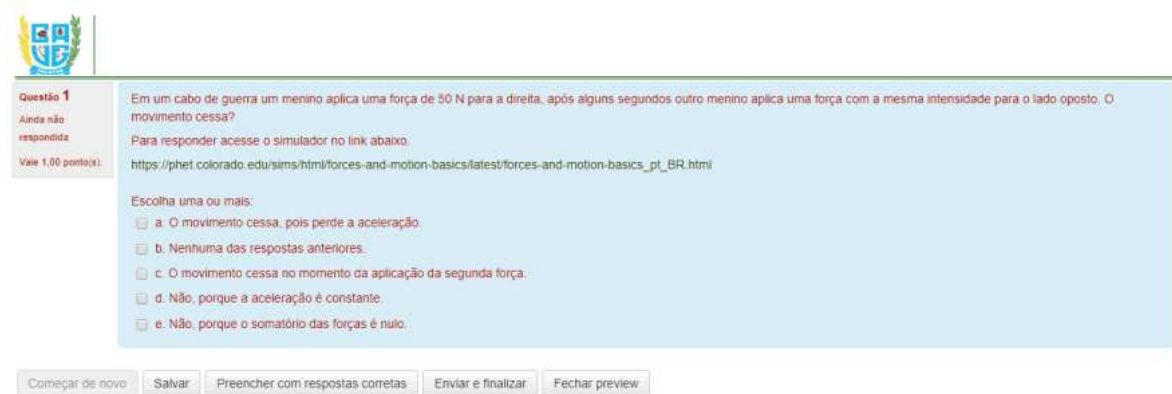 Questão 1
Ainda não
respondida
Vale 1,00 ponto(s).
Em um cabo de guerra um menino aplica uma força de 50 N para a direita, após alguns segundos outro menino aplica uma força com a mesma intensidade para o lado oposto. O
movimento cessa?
Para responder acesse o simulador no link abaixo.
https://phet.colorado.edu/sims/html/forces-and-motion-basics/latest/forces-and-motion-basics_pt_BR.html
Escolha uma ou mais:
a. O movimento cessa, pois perde a aceleração.
b. Nenhuma das respostas anteriores.
c. O movimento cessa no momento da aplicação da segunda força.
d. Não, porque a aceleração é constante.
e. Não, porque o somatório das forças é nulo.
Começar de novo
Salvar
Preencher com respostas corretas
Enviar e finalizar
Fechar preview